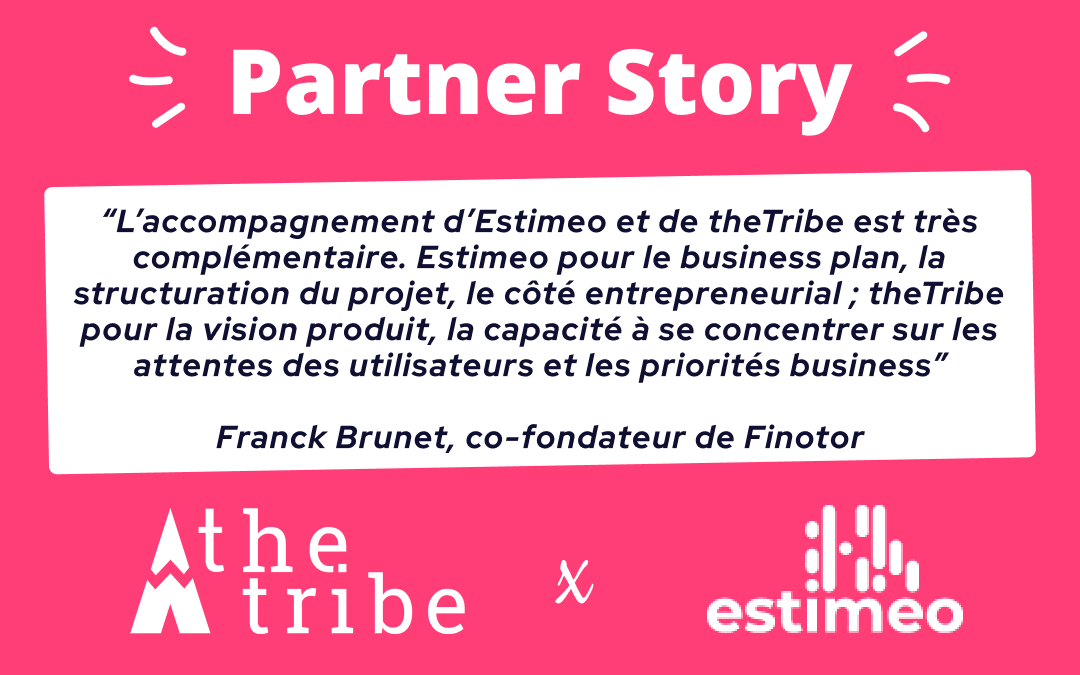 Partner Story
“L’accompagnement d’Estimeo et de theTribe est très
complémentaire. Estimeo pour le business plan, la
structuration du projet, le côté entrepreneurial ; theTribe
pour la vision produit, la capacité à se concentrer sur les
attentes des utilisateurs et les priorités business”
Franck Brunet, co-fondateur de Finotor
the
tribe
x
estimeo